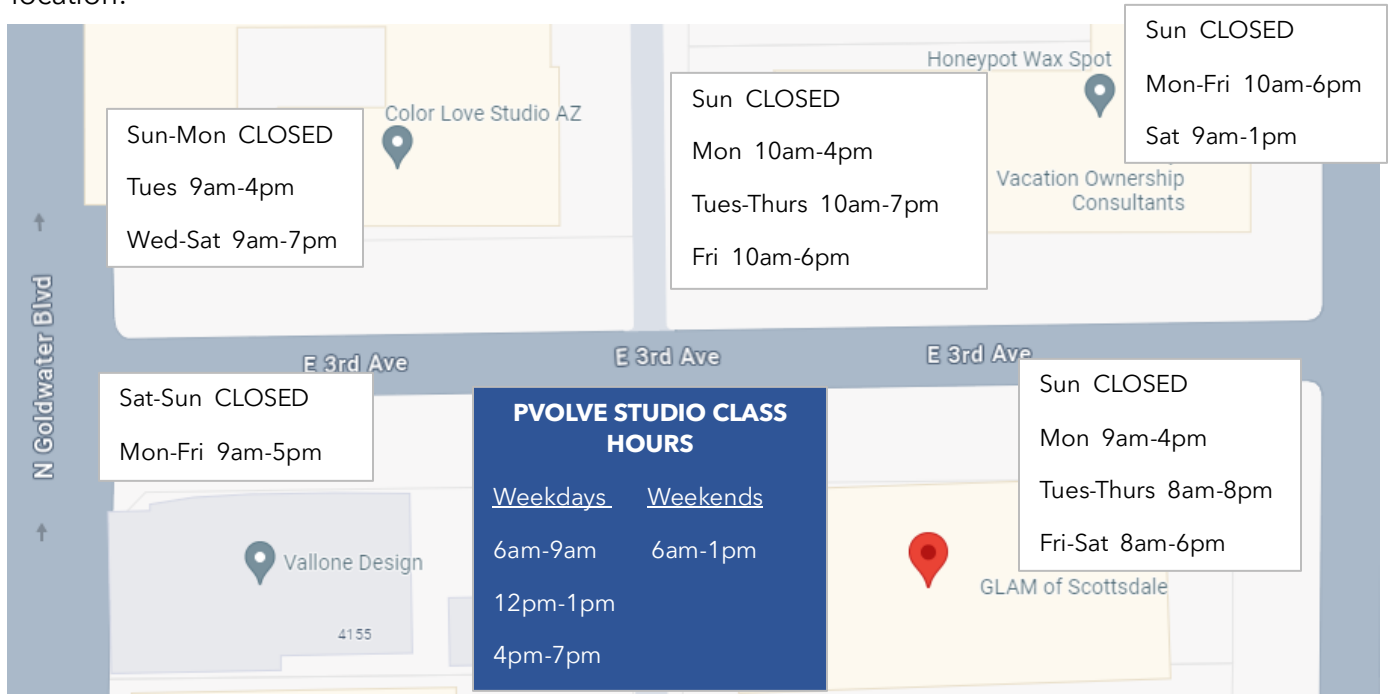 location.
Sun CLOSED
Mon-Fri 10am-6pm
Sat 9am-1pm
Honeypot Wax Spot
Sun CLOSED
Mon 10am-4pm
Tues-Thurs 10am-7pm
Fri 10am-6pm
Color Love Studio AZ
Sun-Mon CLOSED
Tues 9am-4pm
Wed-Sat 9am-7pm
Vacation Ownership
Consultants
N Goldwater Blvd
E 3rd Ave
E 3rd Ave
E 3rd Ave
Sat-Sun CLOSED
Mon-Fri 9am-5pm
PVOLVE STUDIO CLASS
HOURS
Weekdays Weekends
6am-9am 6am-1pm
12pm-1pm
4pm-7pm
Sun CLOSED
Mon 9am-4pm
Tues-Thurs 8am-8pm
Fri-Sat 8am-6pm
Vallone Design
4155
GLAM of Scottsdale